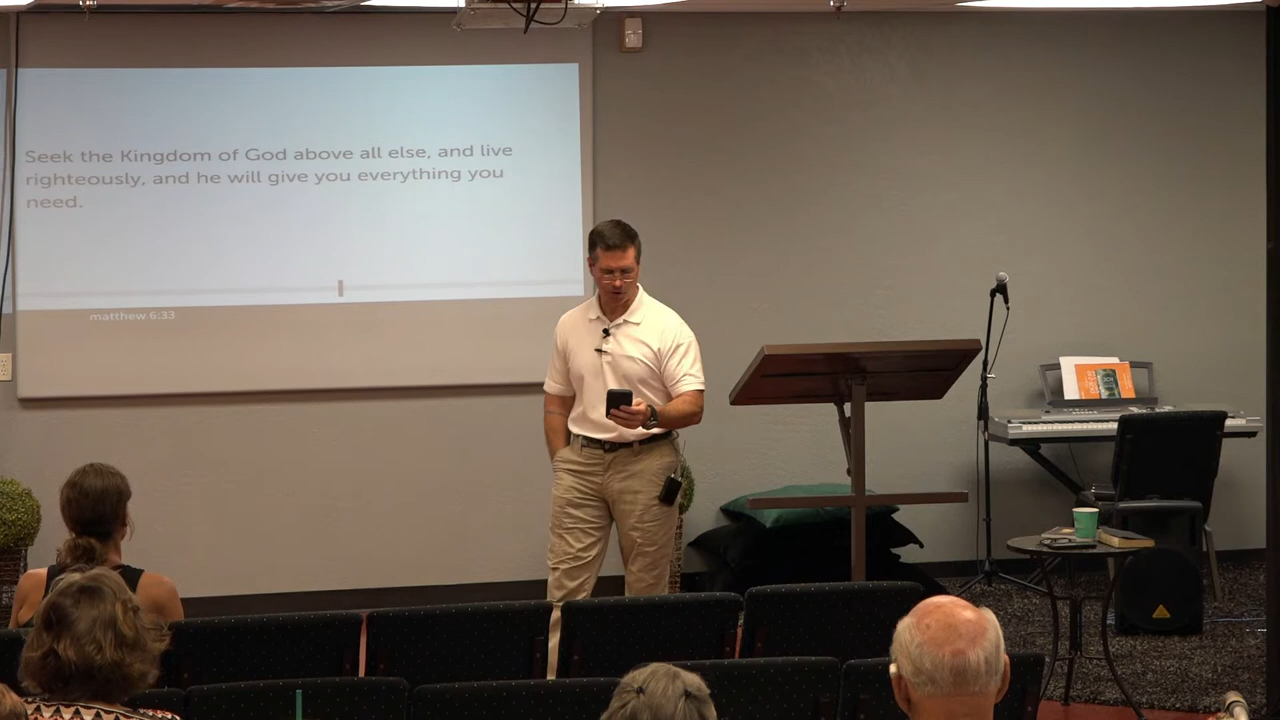 Seek the Kingdom of God above all else, and live
righteously, and he will give you everything you
need.
matthew 6:33